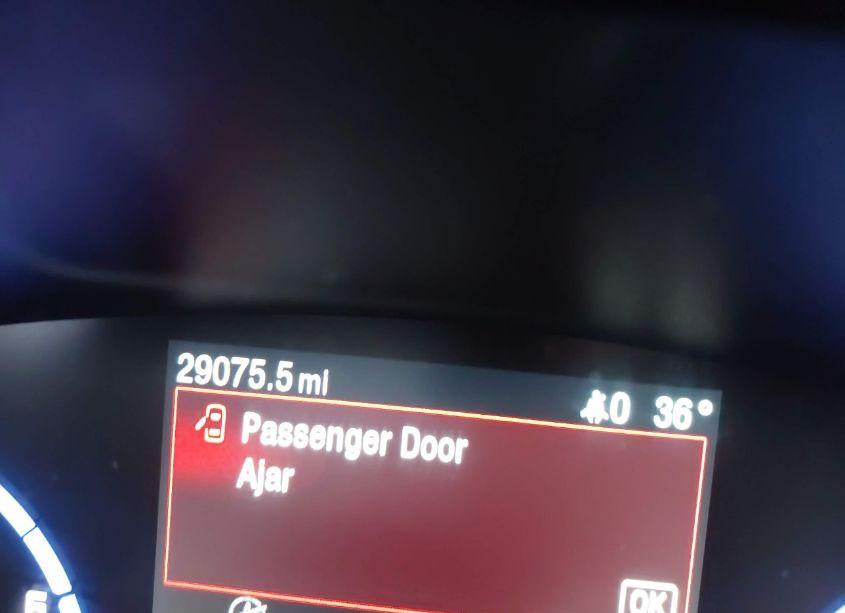 29075.5 mi 0 36°
Passenger Door
Ajar
OK